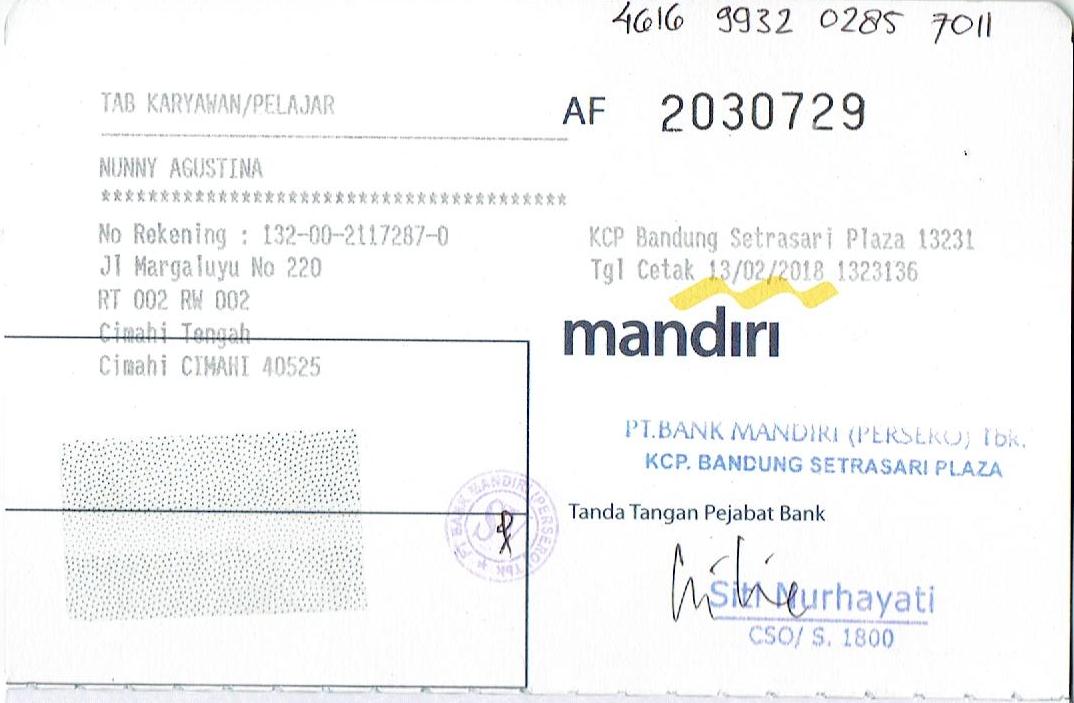 4616 9932 0285 7011
TAB KARYAWAN/PELAJAR
AF 2030729
NUNNY AGUSTINA
***************************************
No Rekening : 132-00-2117287-0
Jl Margaluyu No 220
RT 002 RW 002
Cimahi Tengah
Cimahi CIMAHI 40525
KCP Bandung Setrasari Plaza 13231
Tgl Cetak 13/02/2018 1323136
mandiri
PT.BANK MANDIRI (PERSERO) Tbk.
KCP. BANDUNG SETRASARI PLAZA
PT BANK MANDIRI (PERSERO) Tbk *
Tanda Tangan Pejabat Bank
Siti Nurhayati
CSO/ S. 1800